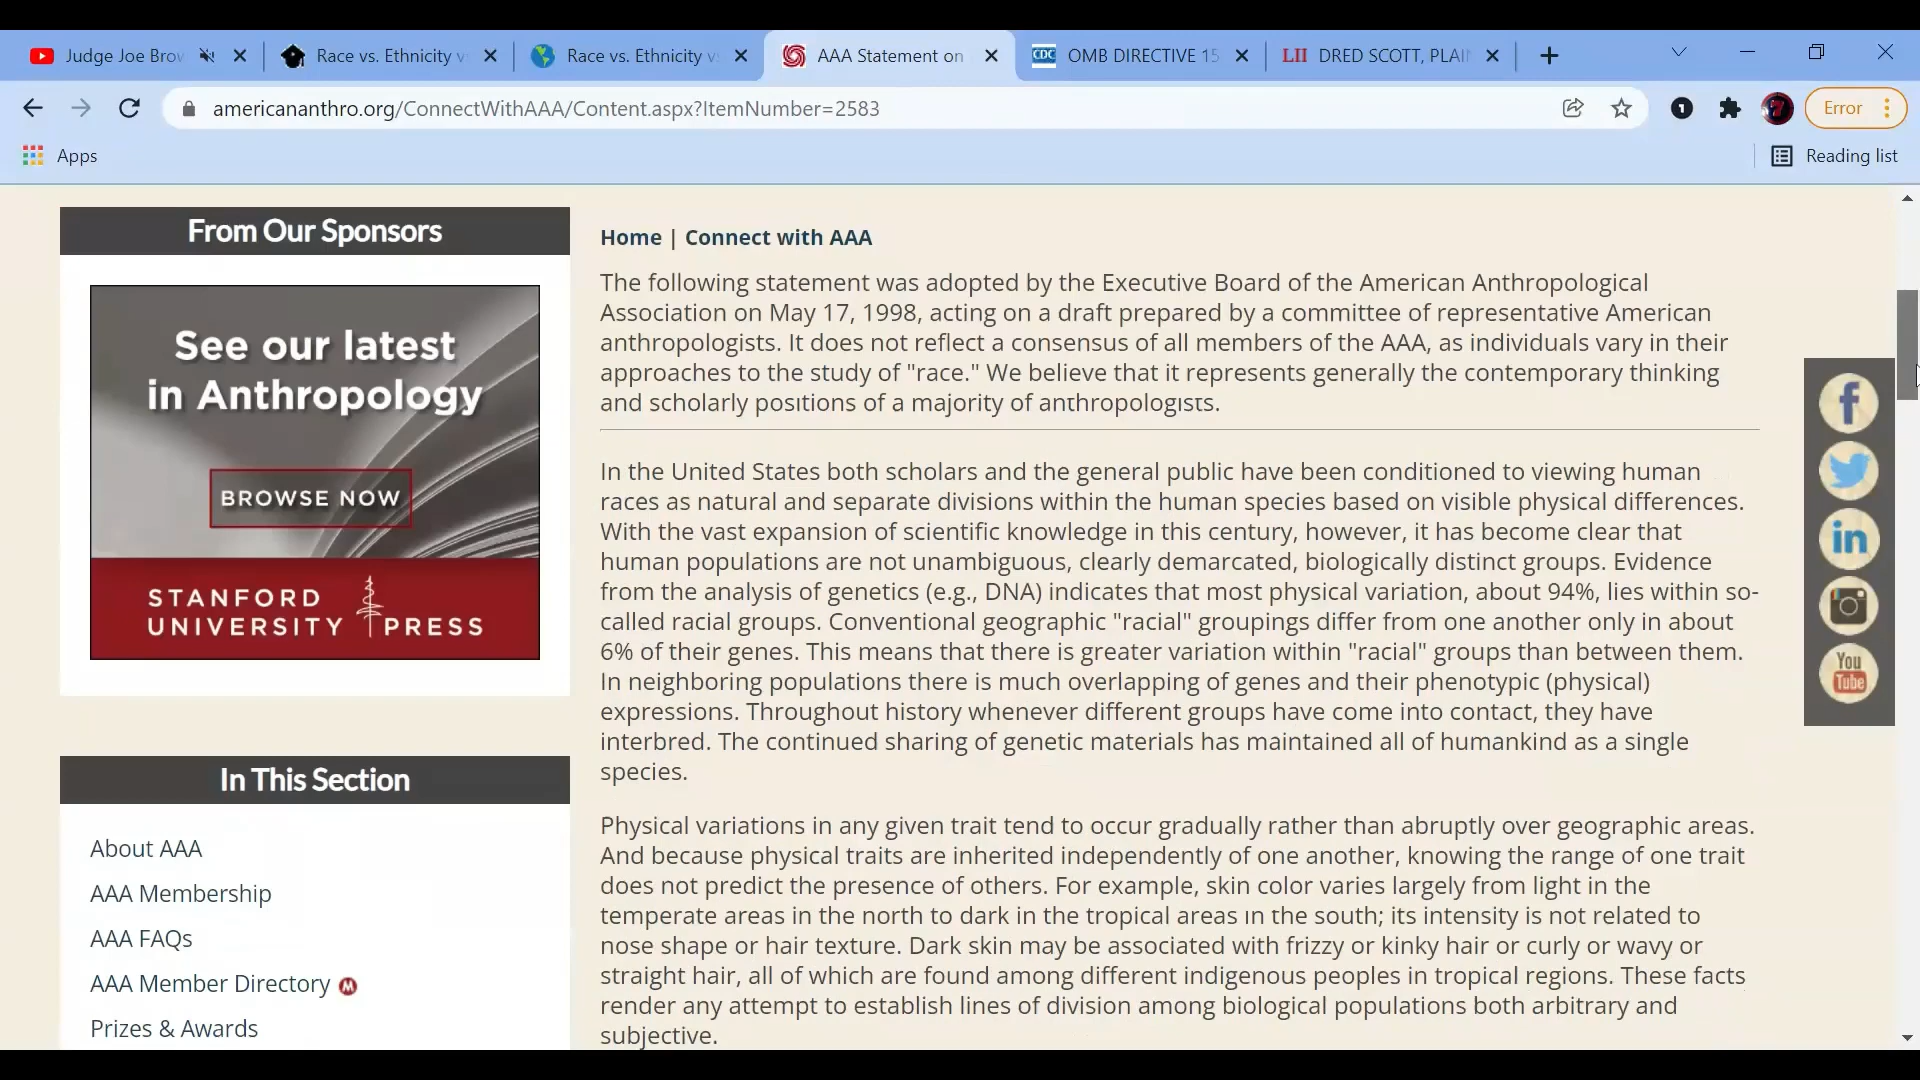 Judge Joe Brow
Race vs. Ethnicity v
Race vs. Ethnicity v
AAA Statement on
CDC
OMB DIRECTIVE 15
LII
DRED SCOTT, PLAI
americananthro.org/ConnectWithAAA/Content.aspx?ItemNumber=2583
1
7
Error
Apps
Reading list
From Our Sponsors
See our latest
in Anthropology
BROWSE NOW
STANFORD
UNIVERSITY PRESS
In This Section
About AAA
AAA Membership
AAA FAQs
AAA Member Directory M
Prizes & Awards
Home | Connect with AAA
The following statement was adopted by the Executive Board of the American Anthropological
Association on May 17, 1998, acting on a draft prepared by a committee of representative American
anthropologists. It does not reflect a consensus of all members of the AAA, as individuals vary in their
approaches to the study of "race." We believe that it represents generally the contemporary thinking
and scholarly positions of a majority of anthropologists.
In the United States both scholars and the general public have been conditioned to viewing human
races as natural and separate divisions within the human species based on visible physical differences.
With the vast expansion of scientific knowledge in this century, however, it has become clear that
human populations are not unambiguous, clearly demarcated, biologically distinct groups. Evidence
from the analysis of genetics (e.g., DNA) indicates that most physical variation, about 94%, lies within so-
called racial groups. Conventional geographic "racial" groupings differ from one another only in about
6% of their genes. This means that there is greater variation within "racial" groups than between them.
In neighboring populations there is much overlapping of genes and their phenotypic (physical)
expressions. Throughout history whenever different groups have come into contact, they have
interbred. The continued sharing of genetic materials has maintained all of humankind as a single
species.
Physical variations in any given trait tend to occur gradually rather than abruptly over geographic areas.
And because physical traits are inherited independently of one another, knowing the range of one trait
does not predict the presence of others. For example, skin color varies largely from light in the
temperate areas in the north to dark in the tropical areas in the south; its intensity is not related to
nose shape or hair texture. Dark skin may be associated with frizzy or kinky hair or curly or wavy or
straight hair, all of which are found among different indigenous peoples in tropical regions. These facts
render any attempt to establish lines of division among biological populations both arbitrary and
subjective.
f
in
You
Tube